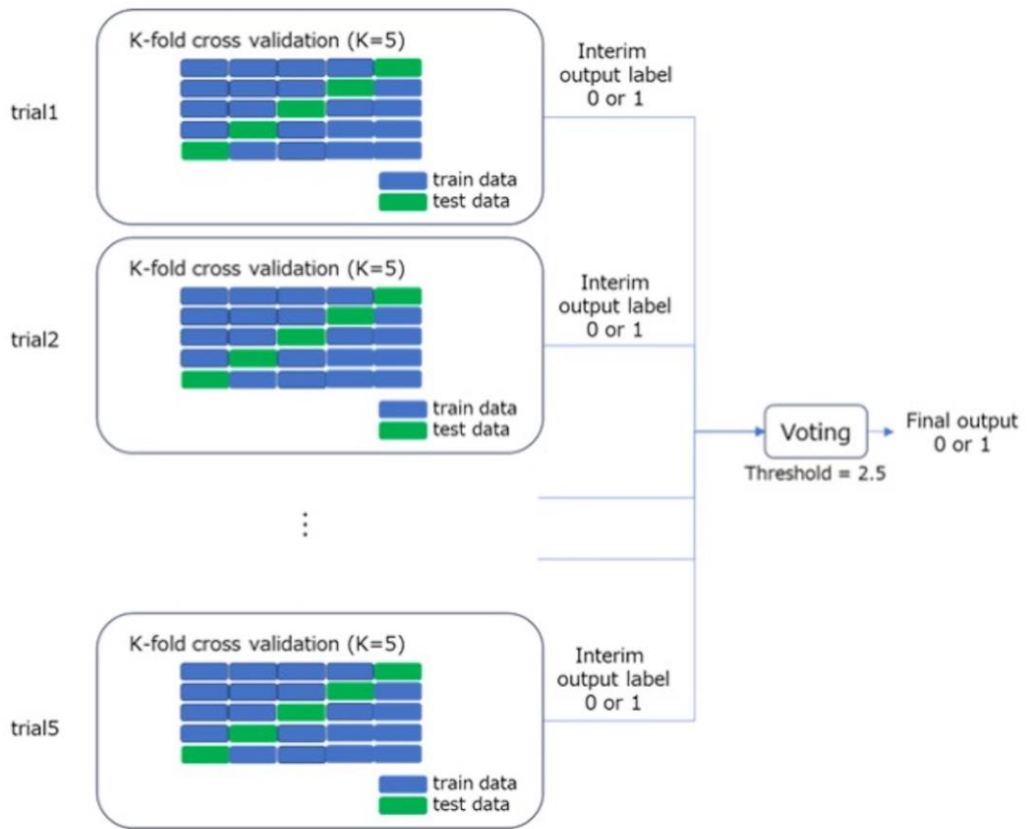 K-fold cross validation (K=5)
trial1
train data
test data
Interim
output label
0 or 1
K-fold cross validation (K=5)
trial2
train data
test data
Interim
output label
0 or 1
Voting
Threshold = 2.5
Final output
0 or 1
⋮
K-fold cross validation (K=5)
trial5
train data
test data
Interim
output label
0 or 1